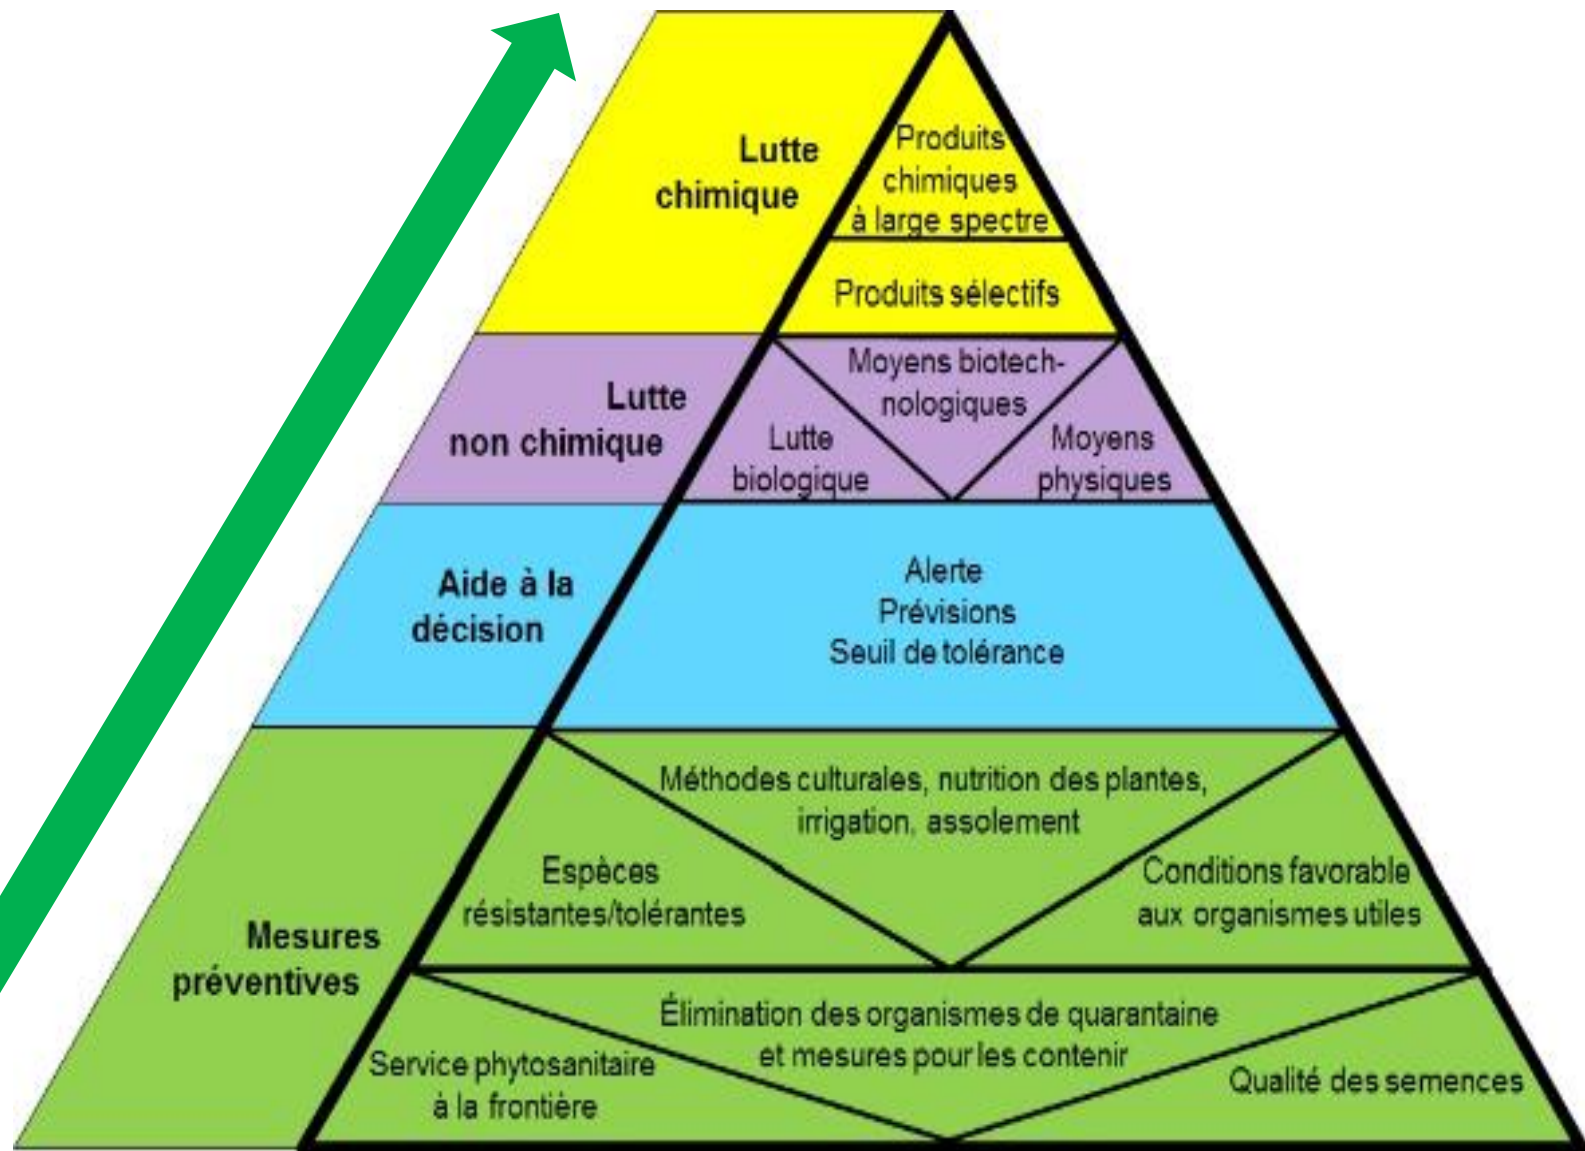 Lutte
chimique
Produits
chimiques
à large spectre
Produits sélectifs
Lutte
non chimique
Moyens biotech-
nologiques
Lutte
biologique
Moyens
physiques
Aide à la
décision
Alerte
Prévisions
Seuil de tolérance
Mesures
préventives
Méthodes culturales, nutrition des plantes,
irrigation, assolement
Espèces
résistantes/tolérantes
Conditions favorable
aux organismes utiles
Élimination des organismes de quarantaine
et mesures pour les contenir
Service phytosanitaire
à la frontière
Qualité des semences